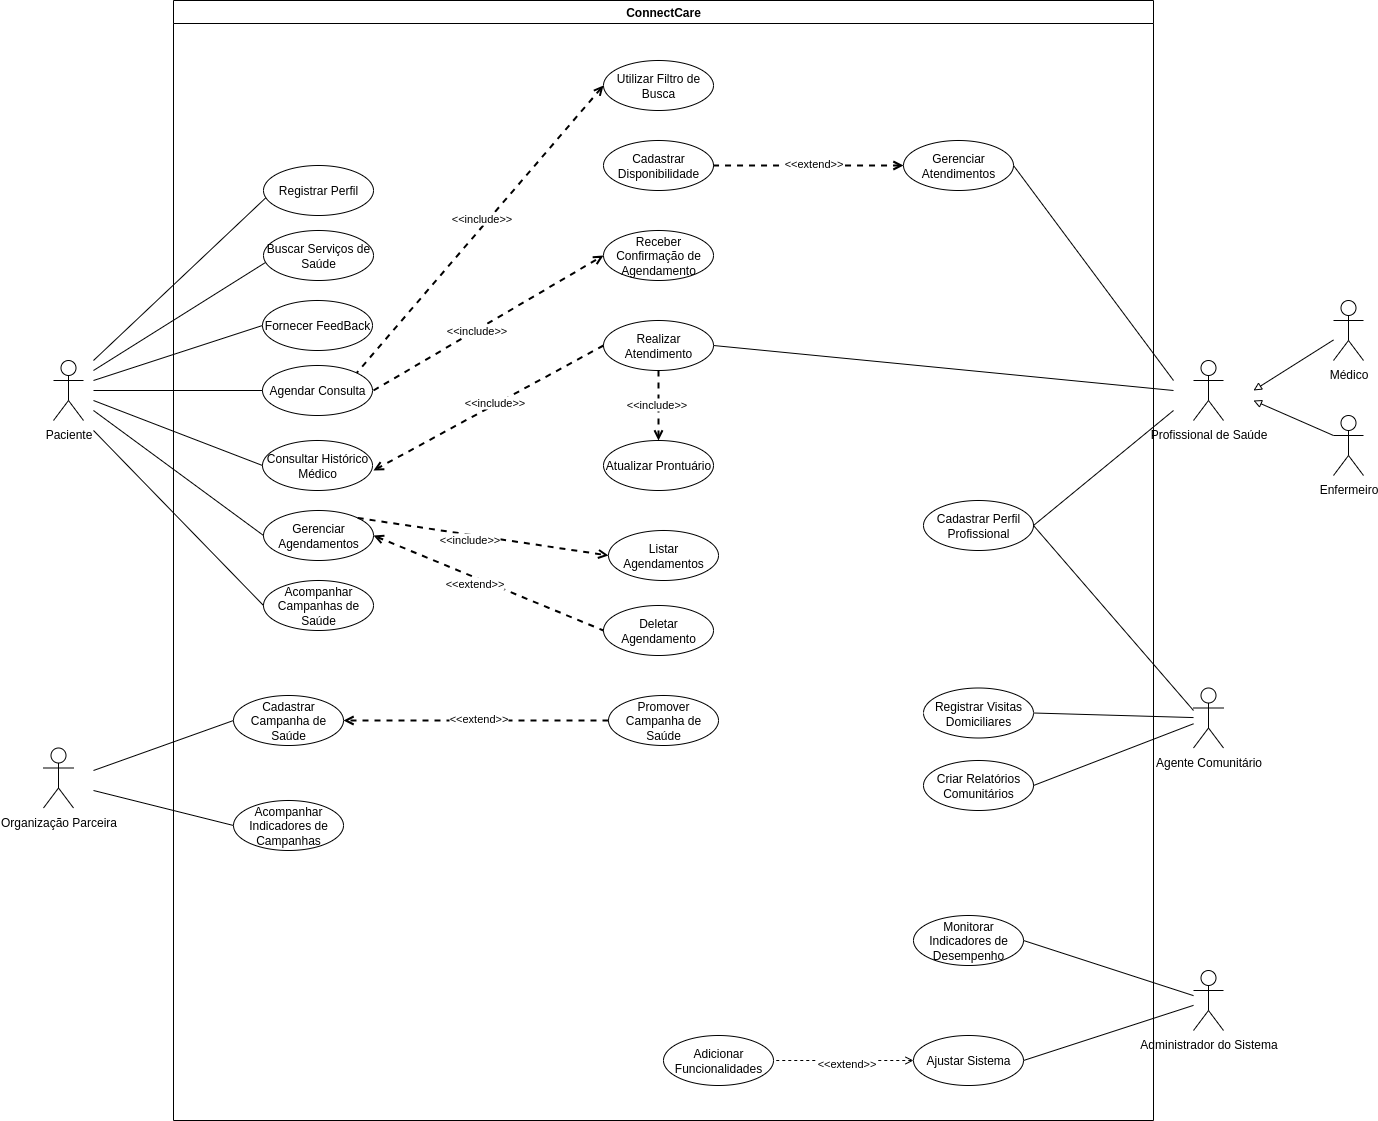 ConnectCare
Utilizar Filtro de
Busca
Cadastrar
Disponibilidade
<<extend>>
Gerenciar
Atendimentos
Registrar Perfil
<<include>>
Buscar Serviços de
Saúde
Receber
Confirmação de
Agendamento
Fornecer FeedBack
<<include>>
Realizar
Atendimento
Médico
Agendar Consulta
<<include>>
<<include>>
Paciente
Profissional de Saúde
Consultar Histórico
Médico
Atualizar Prontuário
Enfermeiro
Gerenciar
Agendamentos
<<include>>
Listar
Agendamentos
Cadastrar Perfil
Profissional
<<extend>>
Acompanhar
Campanhas de
Saúde
Deletar
Agendamento
Cadastrar
Campanha de
Saúde
<<extend>>
Promover
Campanha de
Saúde
Registrar Visitas
Domiciliares
Agente Comunitário
Criar Relatórios
Comunitários
Organização Parceira
Acompanhar
Indicadores de
Campanhas
Monitorar
Indicadores de
Desempenho
Administrador do Sistema
Adicionar
Funcionalidades
<<extend>>
Ajustar Sistema